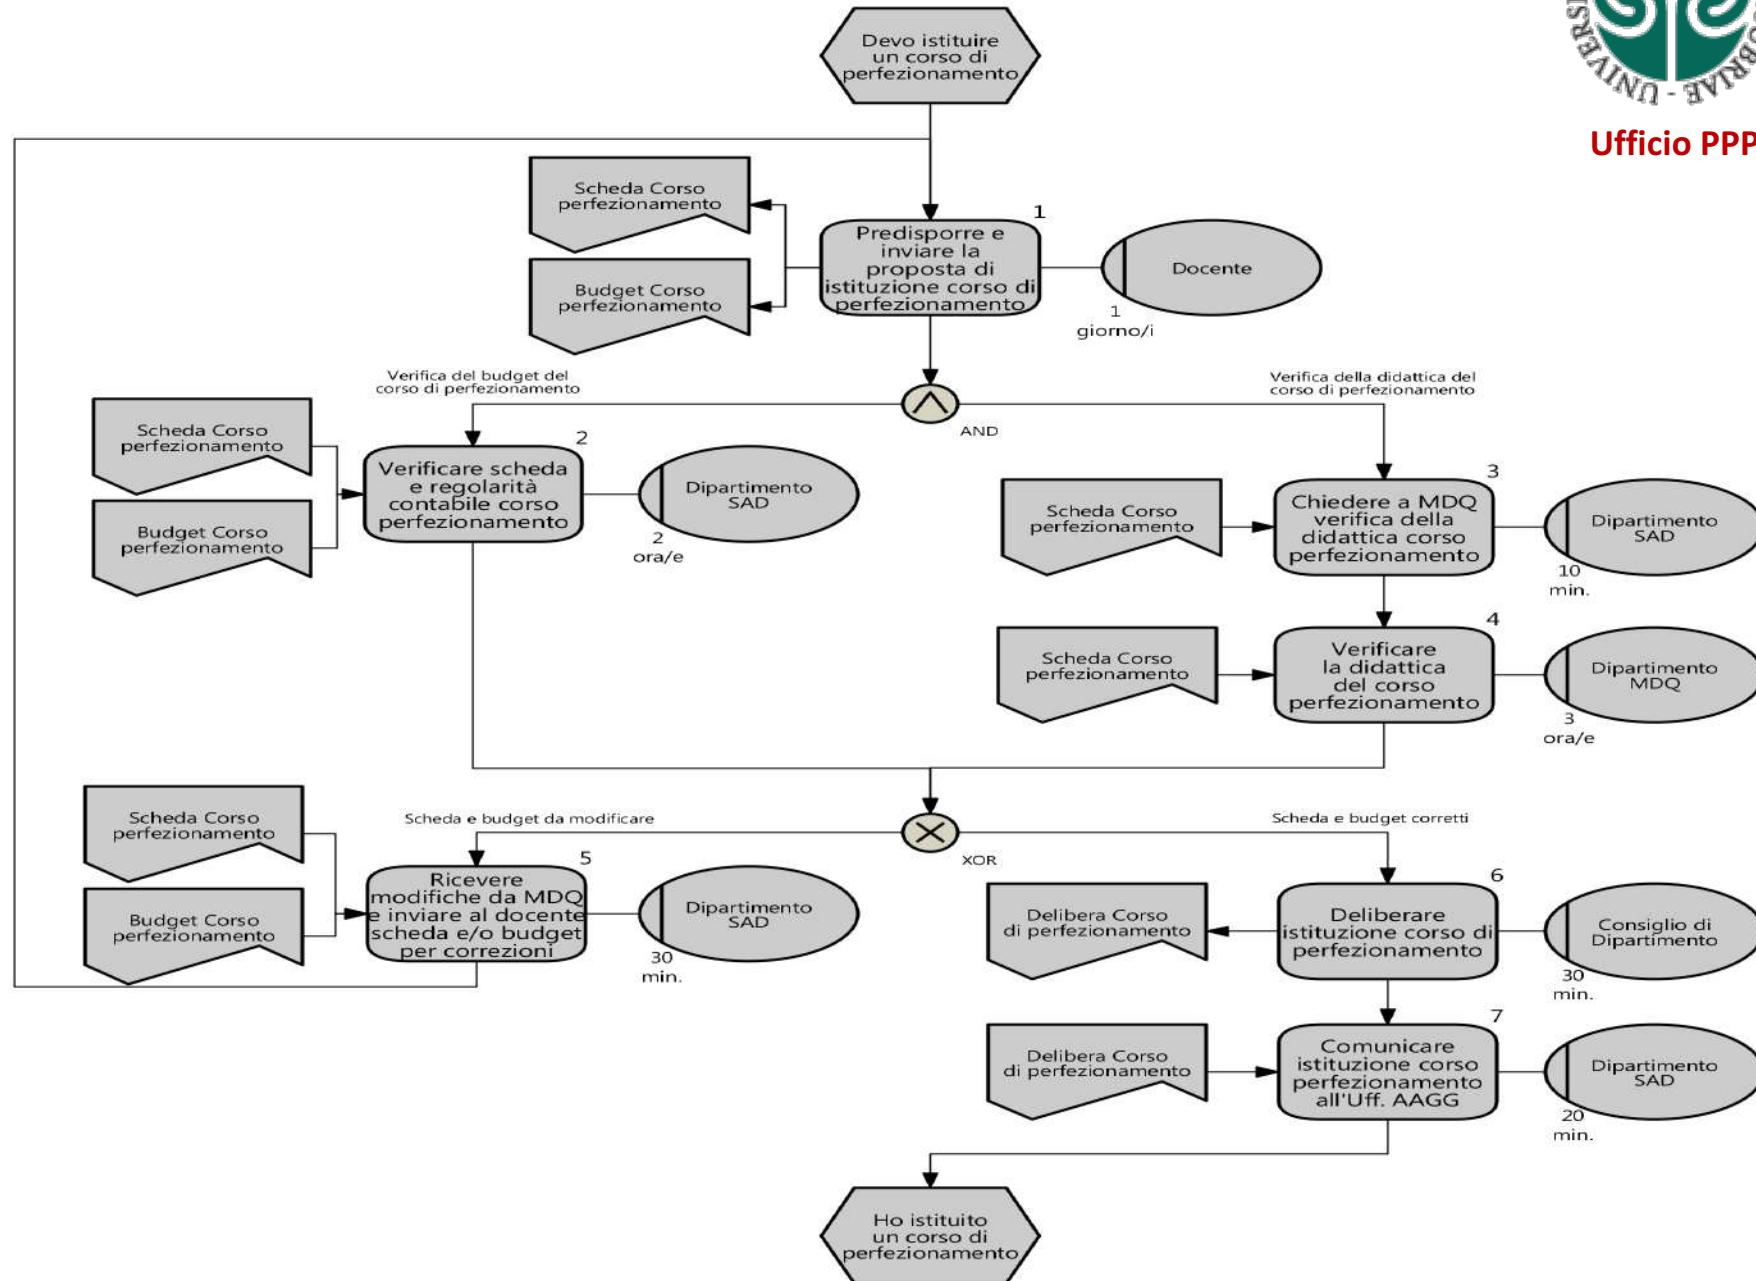 Devo istituire
un corso di
perfezionamento
UNIVERSI
UBRIAE
Ufficio PPP
Scheda Corso
perfezionamento
Budget Corso
perfezionamento
1
Predisporre e
inviare la
proposta di
istituzione corso di
perfezionamento
Docente
1
giorno/i
Verifica del budget del
corso di perfezionamento
AND
Verifica della didattica del
corso di perfezionamento
Scheda Corso
perfezionamento
Budget Corso
perfezionamento
2
Verificare scheda
e regolarità
contabile corso
perfezionamento
Dipartimento
SAD
2
ora/e
Scheda Corso
perfezionamento
3
Chiedere a MDQ
verifica della
didattica corso
perfezionamento
Dipartimento
SAD
10
min.
Scheda Corso
perfezionamento
4
Verificare
la didattica
del corso
perfezionamento
Dipartimento
MDQ
3
ora/e
Scheda e budget da modificare
XOR
Scheda e budget corretti
Scheda Corso
perfezionamento
Budget Corso
perfezionamento
5
Ricevere
modifiche da MDQ
e inviare al docente
scheda e/o budget
per correzioni
Dipartimento
SAD
30
min.
Delibera Corso
di perfezionamento
6
Deliberare
istituzione corso di
perfezionamento
Consiglio di
Dipartimento
30
min.
Delibera Corso
di perfezionamento
7
Comunicare
istituzione corso
perfezionamento
all'Uff. AAGG
Dipartimento
SAD
20
min.
Ho istituito
un corso di
perfezionamento